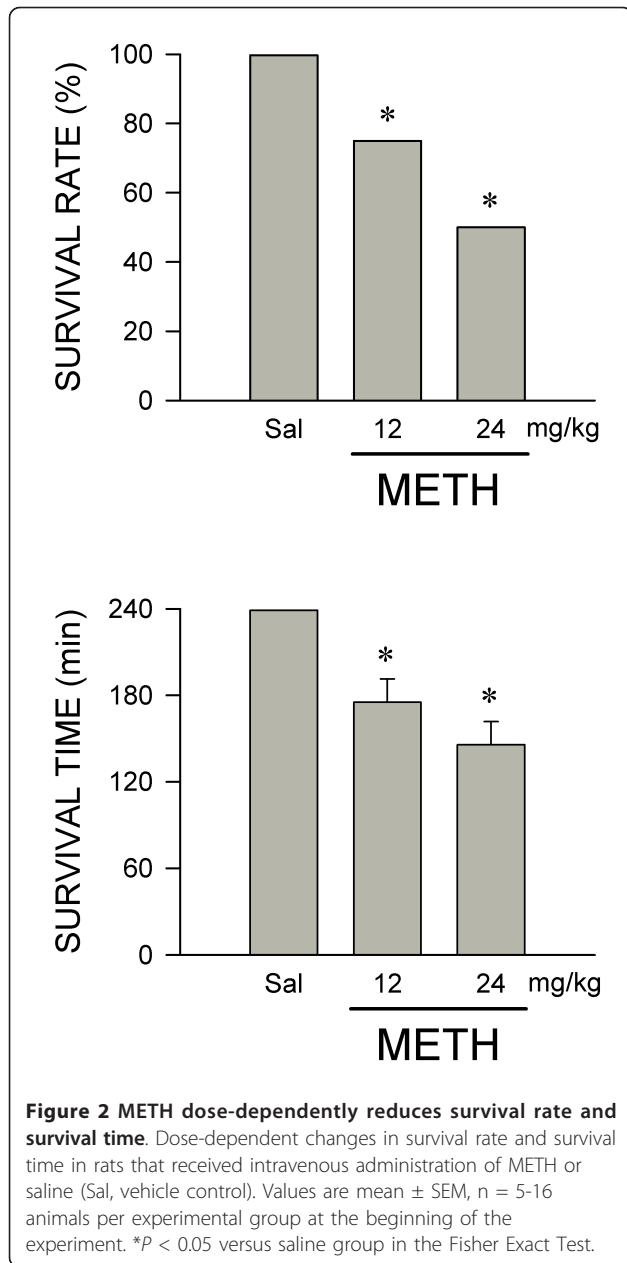 100
80
60
40
20
0
SURVIVAL RATE (%)
*
*
Sal 12 24 mg/kg
METH
240
180
120
60
0
SURVIVAL TIME (min)
*
*
Sal 12 24 mg/kg
METH
Figure 2 METH dose-dependently reduces survival rate and
survival time. Dose-dependent changes in survival rate and survival
time in rats that received intravenous administration of METH or
saline (Sal, vehicle control). Values are mean ± SEM, n = 5-16
animals per experimental group at the beginning of the
experiment. *P < 0.05 versus saline group in the Fisher Exact Test.